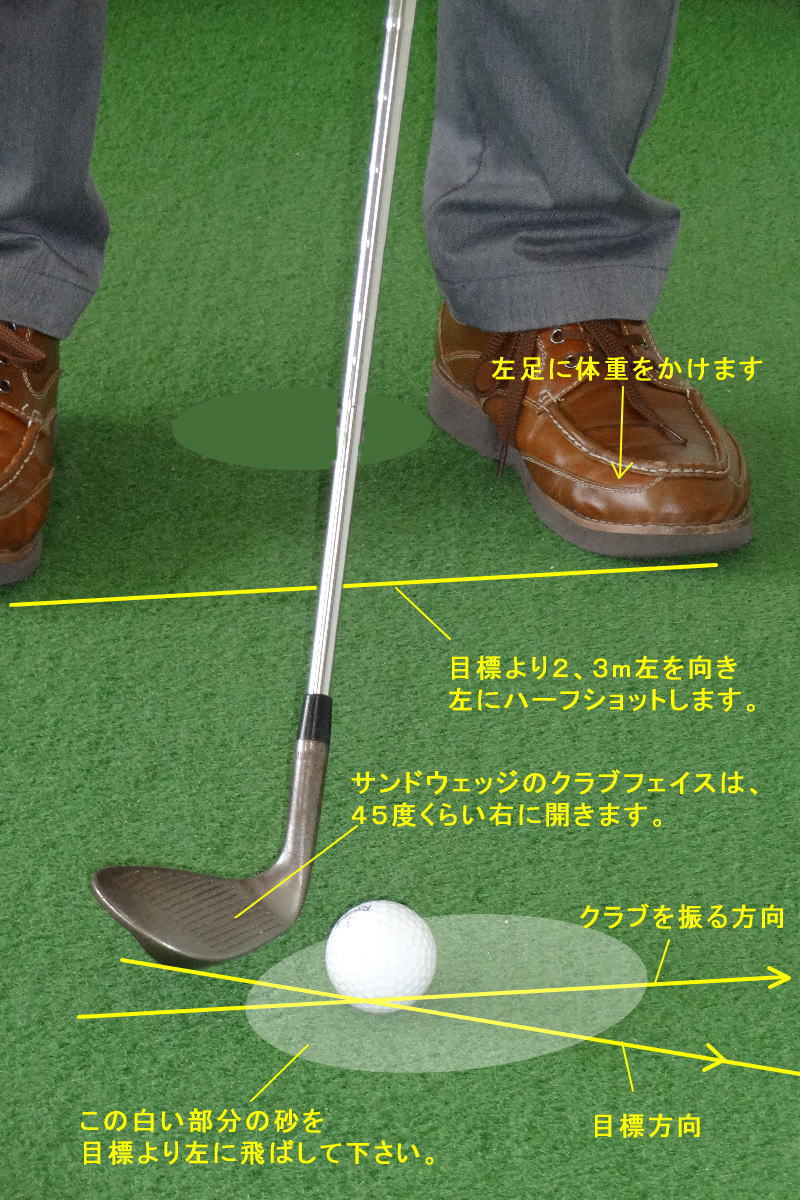 左足に体重をかけます
目標より２、３ｍ左を向き
左にハーフショットします。
サンドウェッジのクラブフェイスは、
４５度くらい右に開きます。
クラブを振る方向
この白い部分の砂を
目標より左に飛ばして下さい。
目標方向